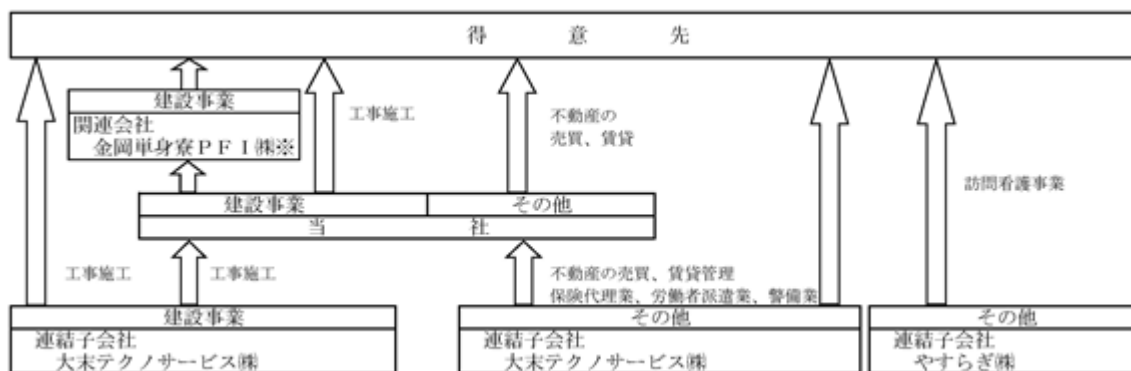 得意先
建設事業
関連会社
金岡単身寮PFI㈱※
工事施工
不動産の
売買、賃貸
訪問看護事業
建設事業
その他
当社
工事施工
工事施工
不動産の売買、賃貸管理
保険代理業、労働者派遣業、警備業
建設事業
連結子会社
大末テクノサービス㈱
その他
連結子会社
大末テクノサービス㈱
その他
連結子会社
やすらぎ㈱